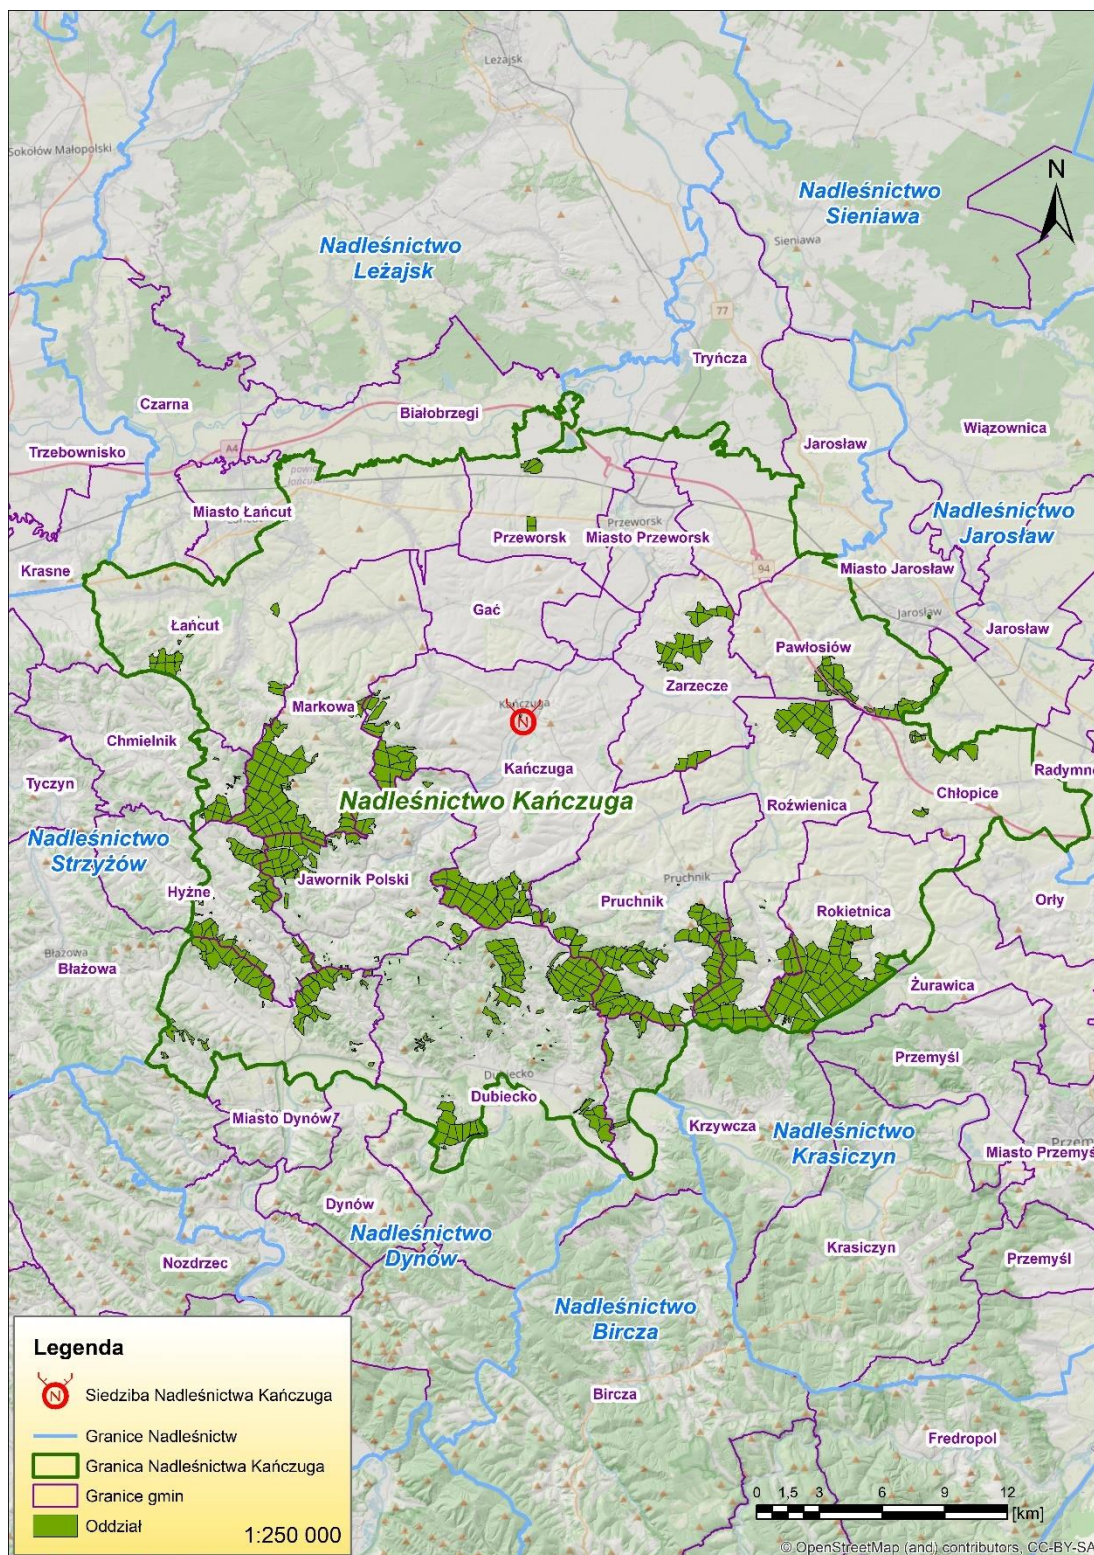 Leżajsk
Sokołów Małopolski
N
Nadleśnictwo
Sieniawa
Nadleśnictwo
Leżajsk
Sieniawa
77
Tryńcza
Czarna
Białobrzegi
Wiązownica
Trzebownisko
A4
Jarosław
Miasto Łańcut
Przeworsk
Nadleśnictwo
Jarosław
Przeworsk
Miasto Przeworsk
Krasne
94
Miasto Jarosław
Gać
Jarosław
Łańcut
Jarosław
Pawłosiów
Zarzecze
Markowa
Kańczuga
N
Chmielnik
Kańczuga
Radymno
Tyczyn
Chłopice
Nadleśnictwo Kańczuga
Roźwienica
Nadleśnictwo
Strzyżów
Jawornik Polski
Pruchnik
Hyżne
Pruchnik
Orły
Rokietnica
Błażowa
Błażowa
Żurawica
Przemyśl
Dubiecko
Dubiecko
Miasto Dynów
Krzywcza
Nadleśnictwo
Krasiczyn
Miasto Przemyśl
Dynów
Nadleśnictwo
Dynów
Krasiczyn
Nozdrzec
Przemyśl
Nadleśnictwo
Bircza
Bircza
Fredropol
Legenda
N Siedziba Nadleśnictwa Kańczuga
Granice Nadleśnictw
Granica Nadleśnictwa Kańczuga
Granice gmin
Oddział
1:250 000
0 1,5 3 6 9 12
[km]
© OpenStreetMap (and) contributors, CC-BY-SA